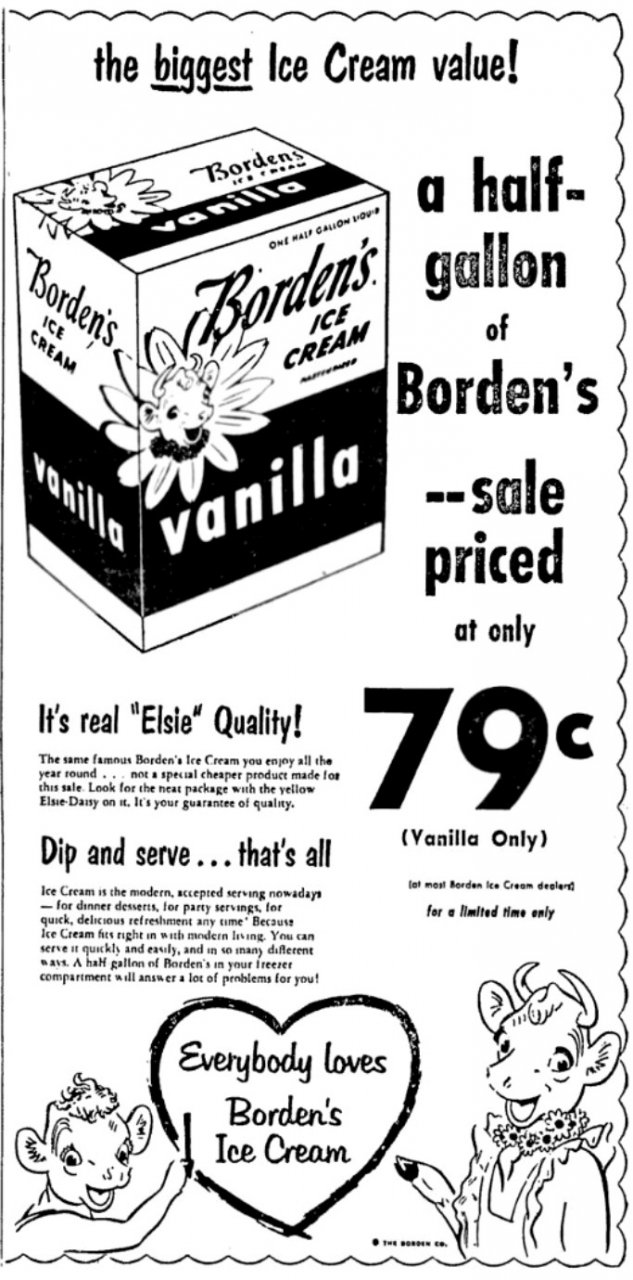 the biggest Ice Cream value!
Borden's
ICE CREAM
vanilla
ONE HALF GALLON LIQUID
Borden's
ICE
CREAM
Borden's
ICE
CREAM
vanilla
vanilla
a half-
gallon
of
Borden's
--sale
priced
at only
79c
(Vanilla Only)
(at most Borden Ice Cream dealers)
for a limited time only
It's real "Elsie" Quality!
The same famous Borden's Ice Cream you enjoy all the
year round . . . not a special cheaper product made for
this sale. Look for the neat package with the yellow
Elsie-Daisy on it. It's your guarantee of quality.
Dip and serve . . . that's all
Ice Cream is the modern, accepted serving nowadays
— for dinner desserts, for party servings, for
quick, delicious refreshment any time! Because
Ice Cream fits right in with modern living. You can
serve it quickly and easily, and in so many different
ways. A half gallon of Borden's in your freezer
compartment will answer a lot of problems for you!
Everybody loves
Borden's
Ice Cream
© THE BORDEN CO.